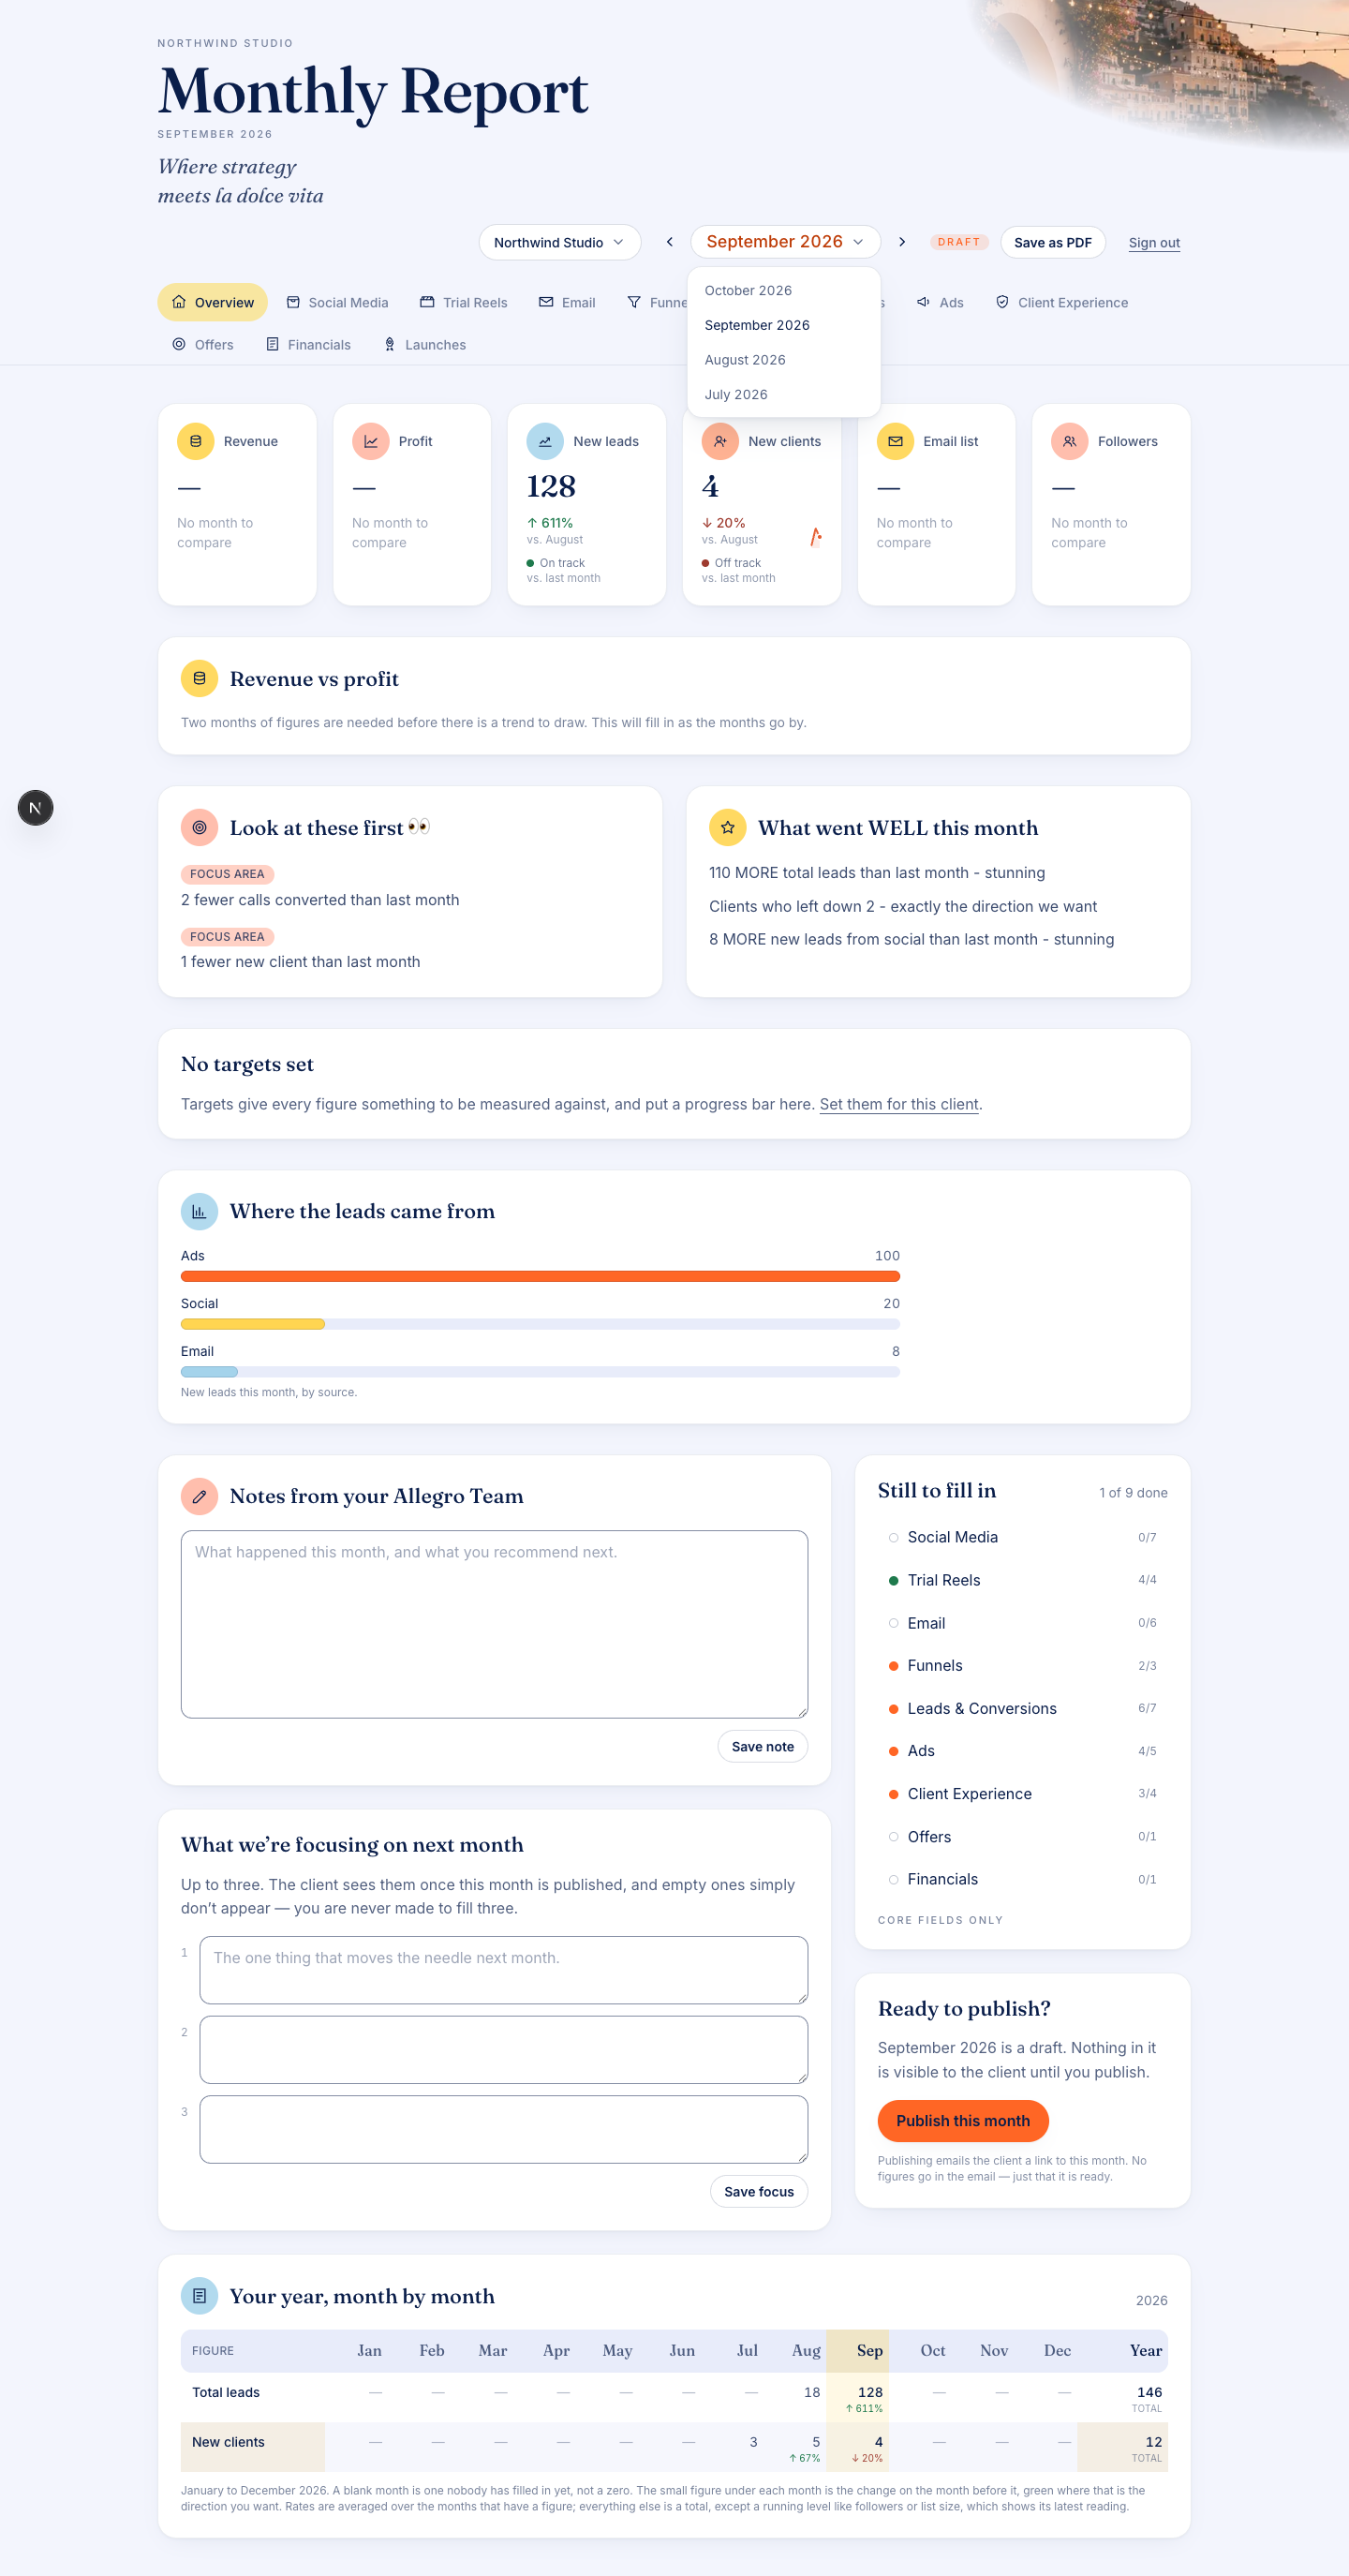 NORTHWIND STUDIO
Monthly Report
SEPTEMBER 2026
Where strategy
meets la dolce vita
Northwind Studio
September 2026
DRAFT
Save as PDF
Sign out
October 2026
September 2026
August 2026
July 2026
Overview
Social Media
Trial Reels
Email
Ads
Client Experience
Offers
Financials
Launches
Revenue
—
No month to
compare
Profit
—
No month to
compare
New leads
128
↑ 611%
vs. August
On track
vs. last month
New clients
4
↓ 20%
vs. August
Off track
vs. last month
Email list
—
No month to
compare
Followers
—
No month to
compare
Revenue vs profit
Two months of figures are needed before there is a trend to draw. This will fill in as the months go by.
N
Look at these first 👀
FOCUS AREA
2 fewer calls converted than last month
FOCUS AREA
1 fewer new client than last month
What went WELL this month
110 MORE total leads than last month - stunning
Clients who left down 2 - exactly the direction we want
8 MORE new leads from social than last month - stunning
No targets set
Targets give every figure something to be measured against, and put a progress bar here. Set them for this client.
Where the leads came from
Ads 100
Social 20
Email 8
New leads this month, by source.
Notes from your Allegro Team
What happened this month, and what you recommend next.
Save note
What we’re focusing on next month
Up to three. The client sees them once this month is published, and empty ones simply
don’t appear — you are never made to fill three.
1 The one thing that moves the needle next month.
2
3
Save focus
Still to fill in 1 of 9 done
Social Media 0/7
Trial Reels 4/4
Email 0/6
Funnels 2/3
Leads & Conversions 6/7
Ads 4/5
Client Experience 3/4
Offers 0/1
Financials 0/1
CORE FIELDS ONLY
Ready to publish?
September 2026 is a draft. Nothing in it
is visible to the client until you publish.
Publish this month
Publishing emails the client a link to this month. No
figures go in the email — just that it is ready.
Your year, month by month 2026
FIGURE Jan Feb Mar Apr May Jun Jul Aug Sep Oct Nov Dec Year
Total leads — — — — — — — 18 128 — — — 146
↑ 611% TOTAL
New clients — — — — — — 3 5 4 — — — 12
↑ 67% ↓ 20% TOTAL
January to December 2026. A blank month is one nobody has filled in yet, not a zero. The small figure under each month is the change on the month before it, green where that is the
direction you want. Rates are averaged over the months that have a figure; everything else is a total, except a running level like followers or list size, which shows its latest reading.